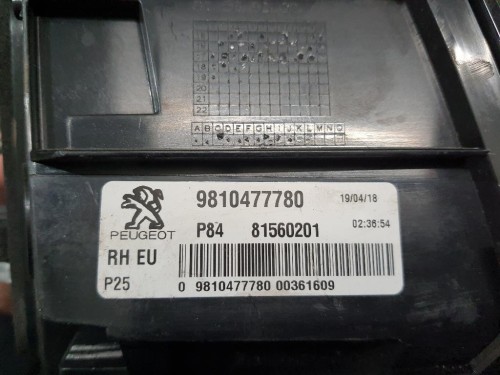 A B C D E F G H I J K L M N O
9810477780 19/04/18
PEUGEOT P84 81560201 02:36:54
RH EU
P25 0 9810477780 00361609